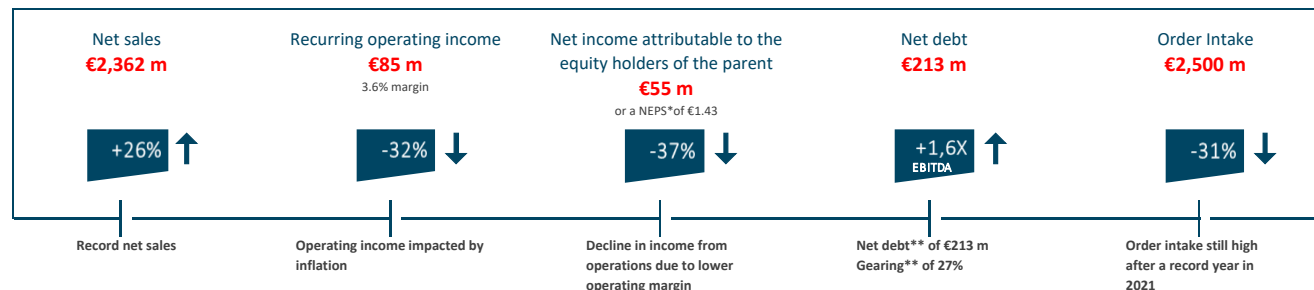 Net sales
€2,362 m
+26%
Record net sales
Recurring operating income
€85 m
3.6% margin
-32%
Operating income impacted by
inflation
Net income attributable to the
equity holders of the parent
€55 m
or a NEPS*of €1.43
-37%
Decline in income from
operations due to lower
operating margin
Net debt
€213 m
+1,6X
EBITDA
Net debt** of €213 m
Gearing** of 27%
Order Intake
€2,500 m
-31%
Order intake still high
after a record year in
2021